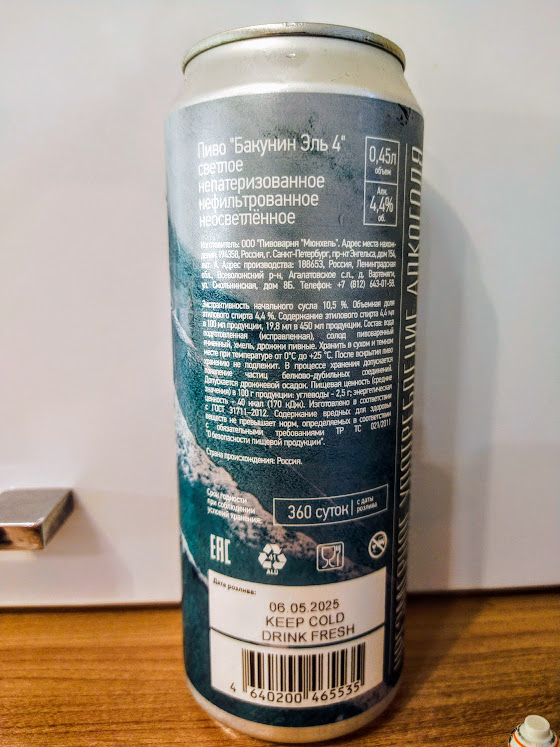 Пиво "Бакунин Эль 4"
светлое
непатеризованное
нефильтрованное
неосветлённое
0,45л
объем
Алк.
4,4%
об.
Изготовитель: ООО "Пивоварня "Мюнхель". Адрес места нахож-
дения: 194358, Россия, г. Санкт-Петербург, пр-кт Энгельса, дом 154,
лит. А. Адрес производства: 188653, Россия, Ленинградская
обл., Всеволожский р-н, Агалатовское с.п., д. Вартемяги,
ул. Смольнинская, дом 8Б. Телефон: +7 (812) 643-01-58.
Экстрактивность начального сусла 10,5 %. Объемная доля
этилового спирта 4,4 %. Содержание этилового спирта 4,4 мл
в 100 мл продукции, 19,8 мл в 450 мл продукции. Состав: вода
подготовленная (исправленная), солод пивоваренный
ячменный, хмель, дрожжи пивные. Хранить в сухом и темном
месте при температуре от 0°С до +25 °С. После вскрытия пиво
хранению не подлежит. В процессе хранения допускается
появление частиц белково-дубильных соединений.
Допускается дрожжевой осадок. Пищевая ценность (средние
значения) в 100 г продукции: углеводы - 2,5 г; энергетическая
ценность - 40 ккал (170 кДж). Изготовлено в соответствии
с ГОСТ 31711-2012. Содержание вредных для здоровья
веществ не превышает норм, определяемых в соответствии
с обязательными требованиями ТР ТС 021/2011
"О безопасности пищевой продукции".
Страна происхождения: Россия.
Срок годности
при соблюдении
условий хранения:
360 суток
с даты
розлива
EAC
41
ALU
Дата розлива:
06.05.2025
KEEP COLD
DRINK FRESH
4 640200 465535
УПОТРЕБЛЕНИЕ АЛКОГОЛЯ